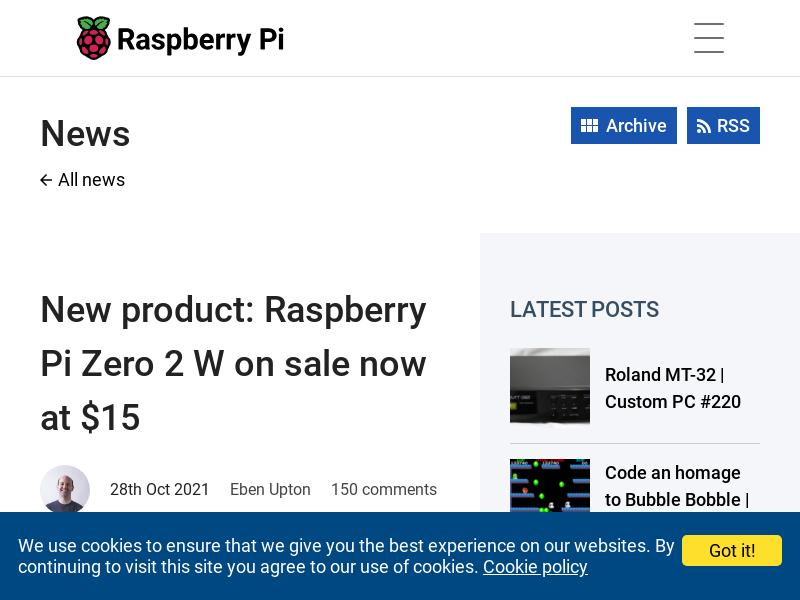 Raspberry Pi
News
Archive
RSS
← All news
New product: Raspberry
Pi Zero 2 W on sale now
at $15
28th Oct 2021
Eben Upton
150 comments
LATEST POSTS
Roland MT-32 |
Custom PC #220
Code an homage
to Bubble Bobble |
We use cookies to ensure that we give you the best experience on our websites. By
continuing to visit this site you agree to our use of cookies. Cookie policy
Got it!